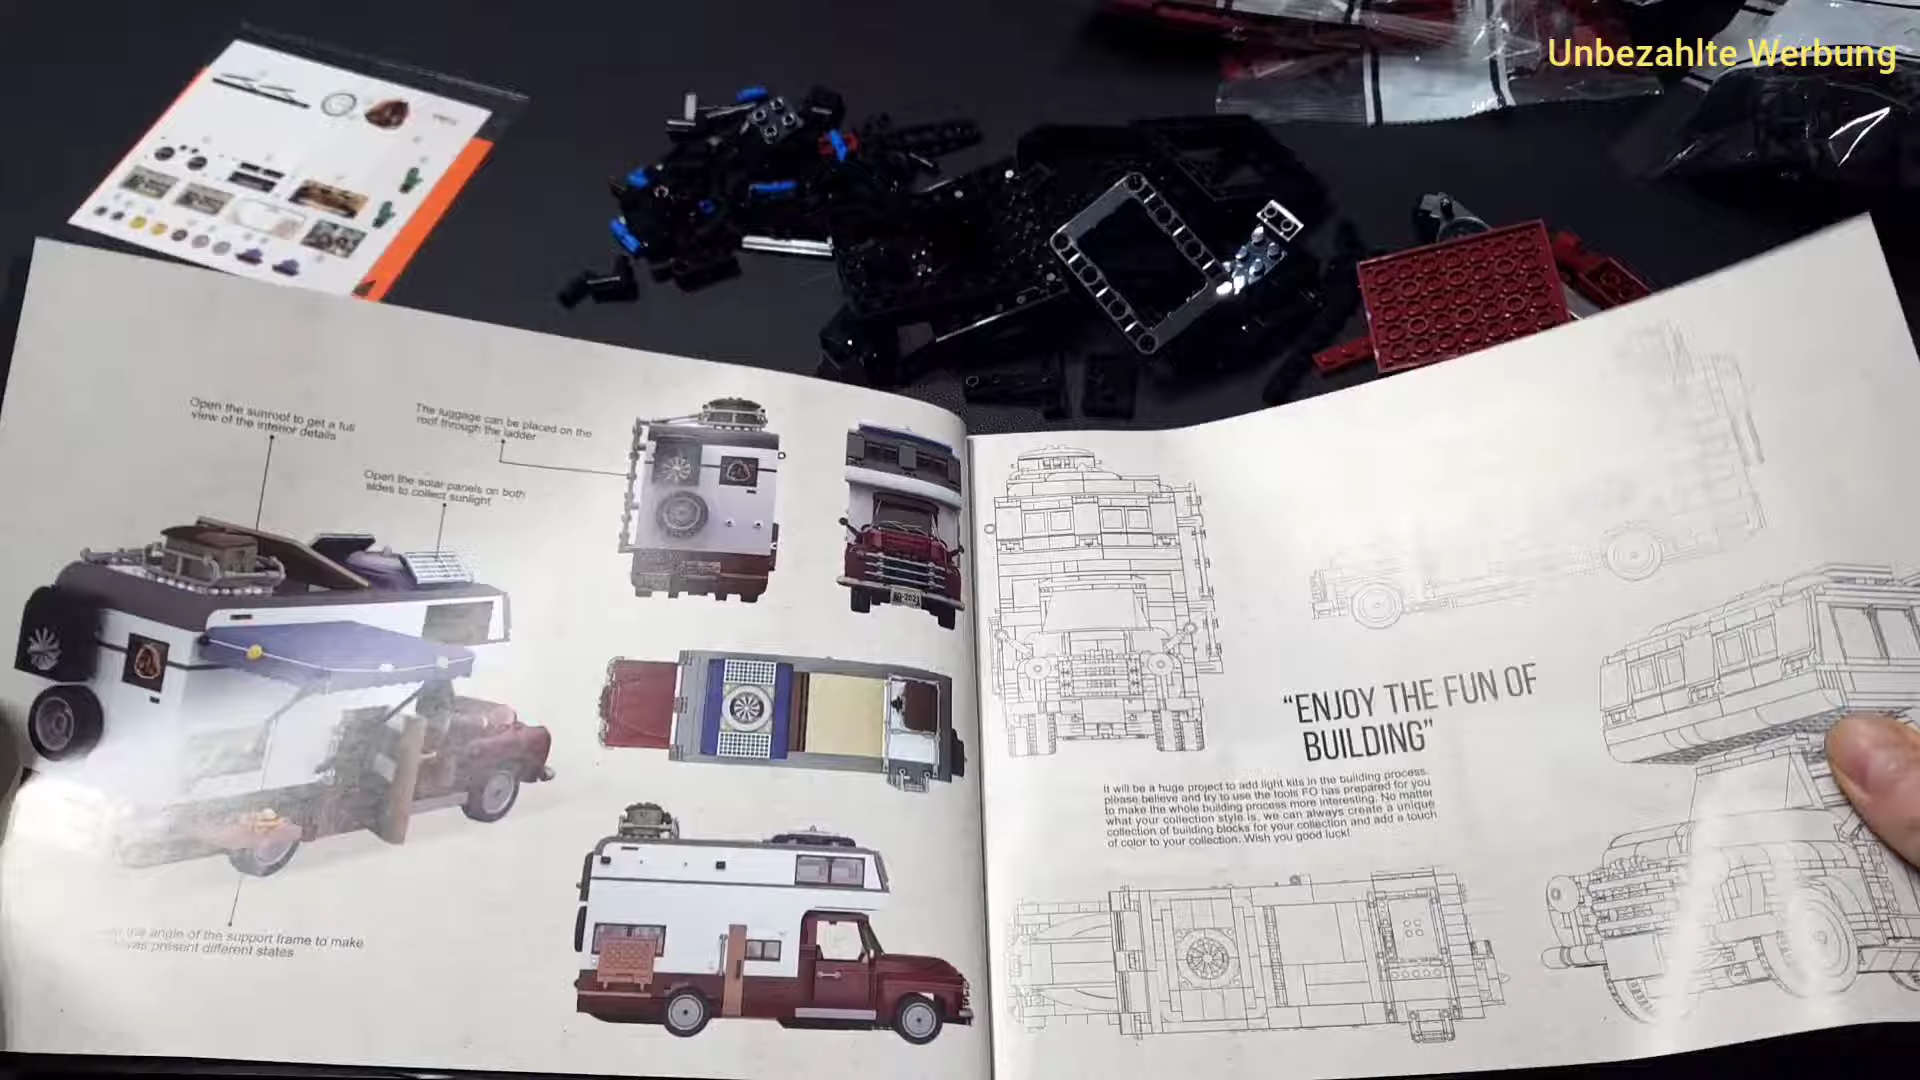 Unbezahlte Werbung
Open the sunroof to get a full
view of the interior details
The luggage can be placed on the
roof through the ladder
Open the solar panels on both
sides to collect sunlight
the angle of the support frame to make
present different states
“ENJOY THE FUN OF
BUILDING”
It will be a huge project to add light kits in the building process.
please believe and try to use the tools FO has prepared for you
to make the whole building process more interesting. No matter
what your collection style is, we can always create a unique
collection of building blocks for your collection and add a touch
of color to your collection. Wish you good luck!